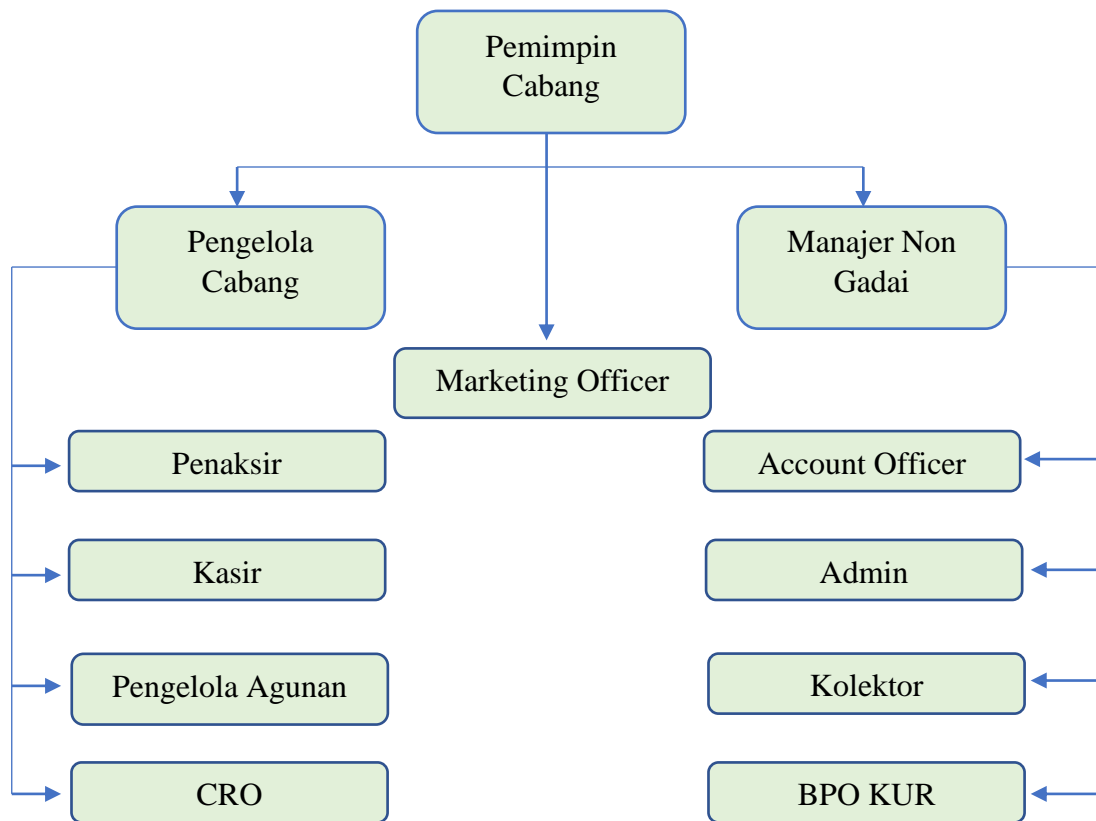 Pemimpin
Cabang
Pengelola
Cabang
Manajer Non
Gadai
Marketing Officer
Penaksir
Account Officer
Kasir
Admin
Pengelola Agunan
Kolektor
CRO
BPO KUR